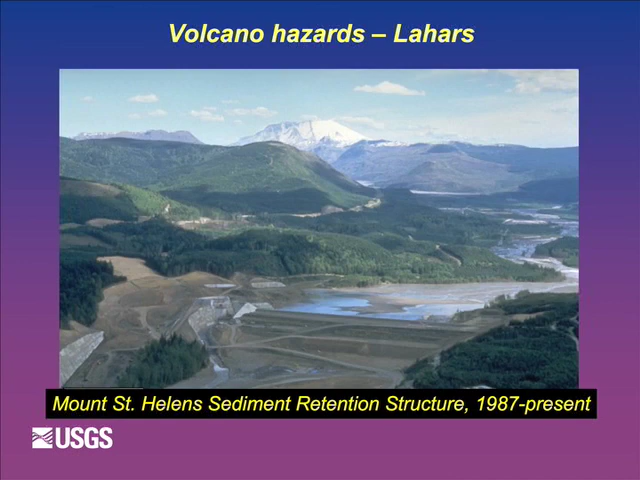 Volcano hazards – Lahars
Mount St. Helens Sediment Retention Structure, 1987-present
USGS